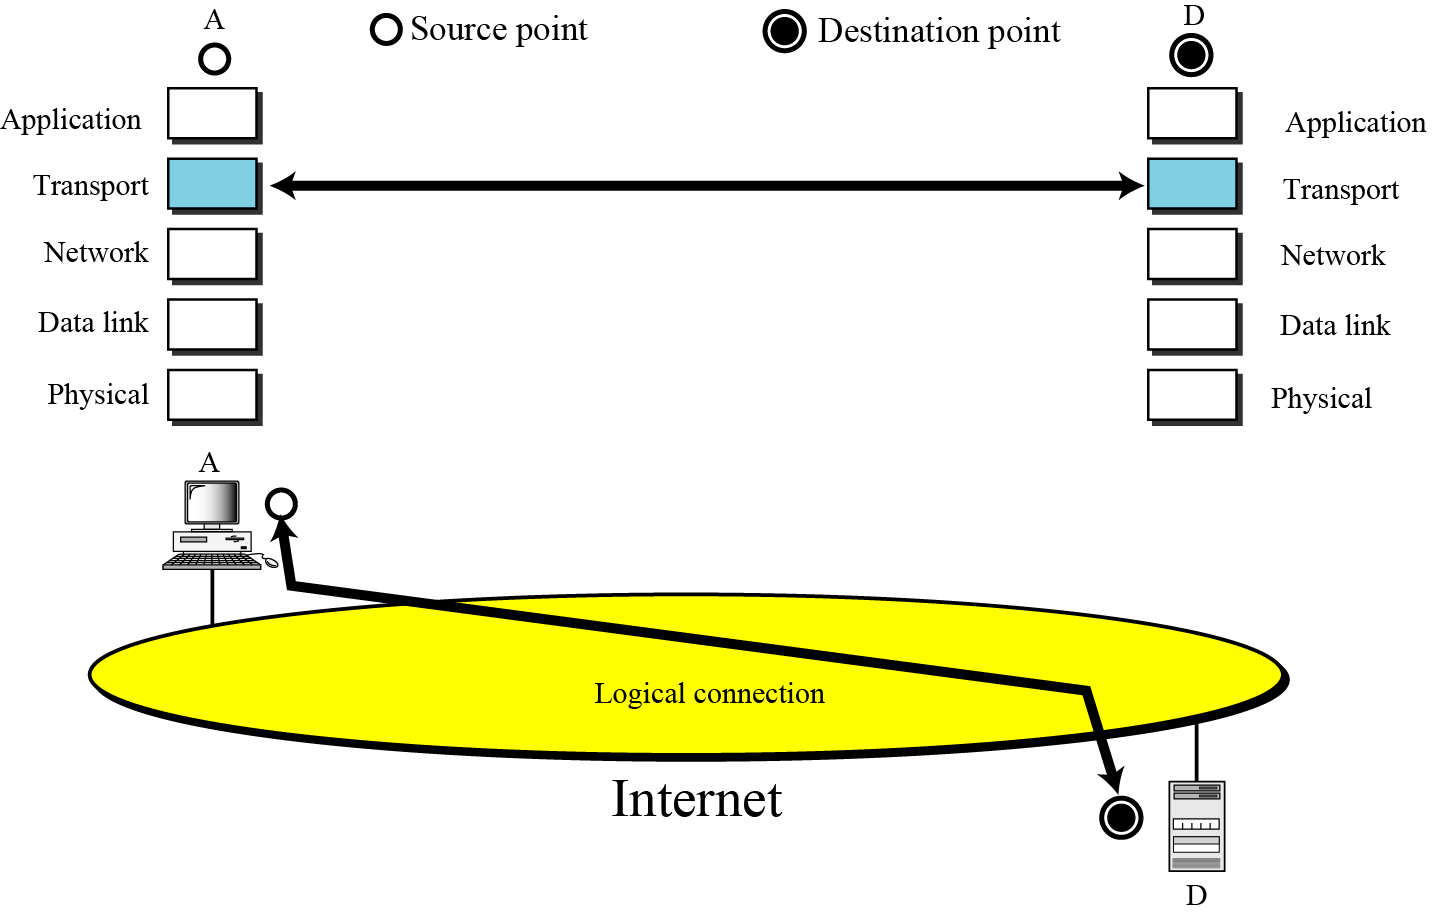 A
Source point
Destination point
D
Application
Application
Transport
Transport
Network
Network
Data link
Data link
Physical
Physical
A
Logical connection
Internet
D